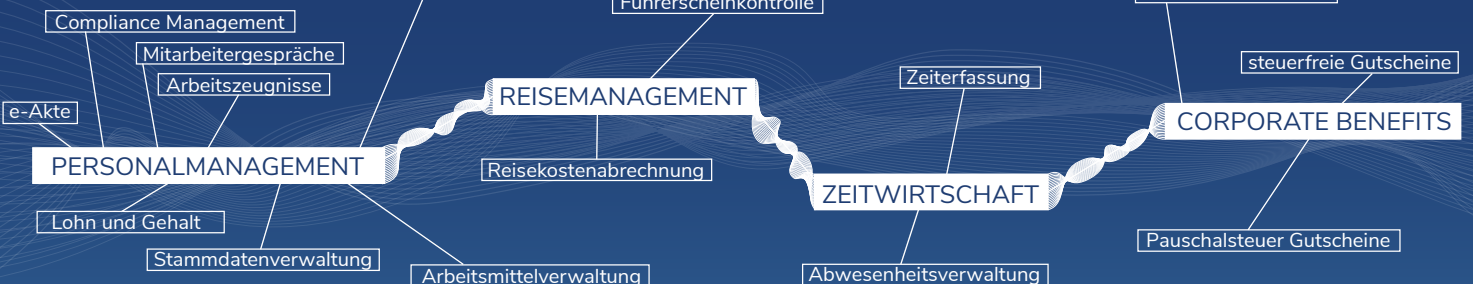 Führerscheinkontrolle
Compliance Management
Mitarbeitergespräche
Arbeitszeugnisse
e-Akte
PERSONALMANAGEMENT
Lohn und Gehalt
Stammdatenverwaltung
Arbeitsmittelverwaltung
REISEMANAGEMENT
Reisekostenabrechnung
Zeiterfassung
ZEITWIRTSCHAFT
Abwesenheitsverwaltung
steuerfreie Gutscheine
CORPORATE BENEFITS
Pauschalsteuer Gutscheine